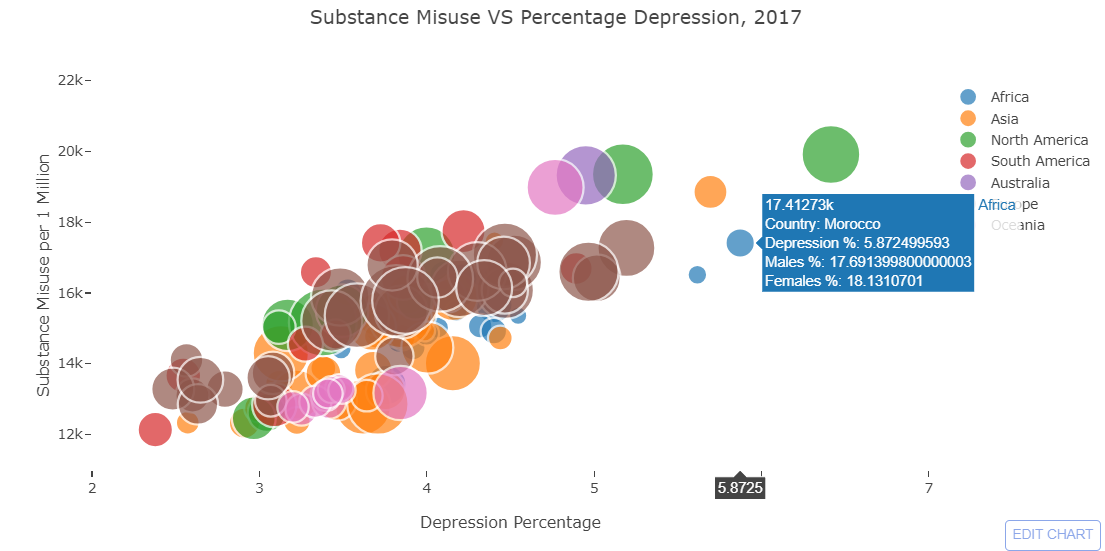 Substance Misuse VS Percentage Depression, 2017
22k
20k
18k
16k
14k
12k
Substance Misuse per 1 Million
2
3
4
5
7
5.8725
Depression Percentage
Africa
Asia
North America
South America
Australia
Oceania
17.41273k
Country: Morocco
Depression %: 5.872499593
Males %: 17.691399800000003
Females %: 18.1310701
Africa
EDIT CHART